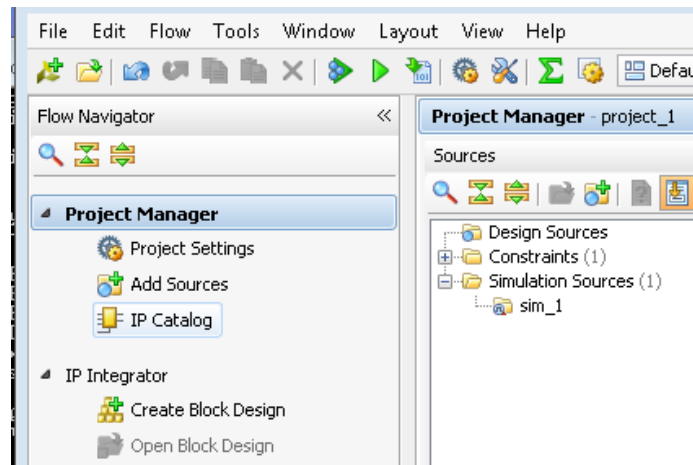 File Edit Flow Tools Window Layout View Help
Flow Navigator
Project Manager
Project Settings
Add Sources
IP Catalog
IP Integrator
Create Block Design
Open Block Design
Project Manager - project_1
Sources
Design Sources
Constraints (1)
Simulation Sources (1)
sim_1